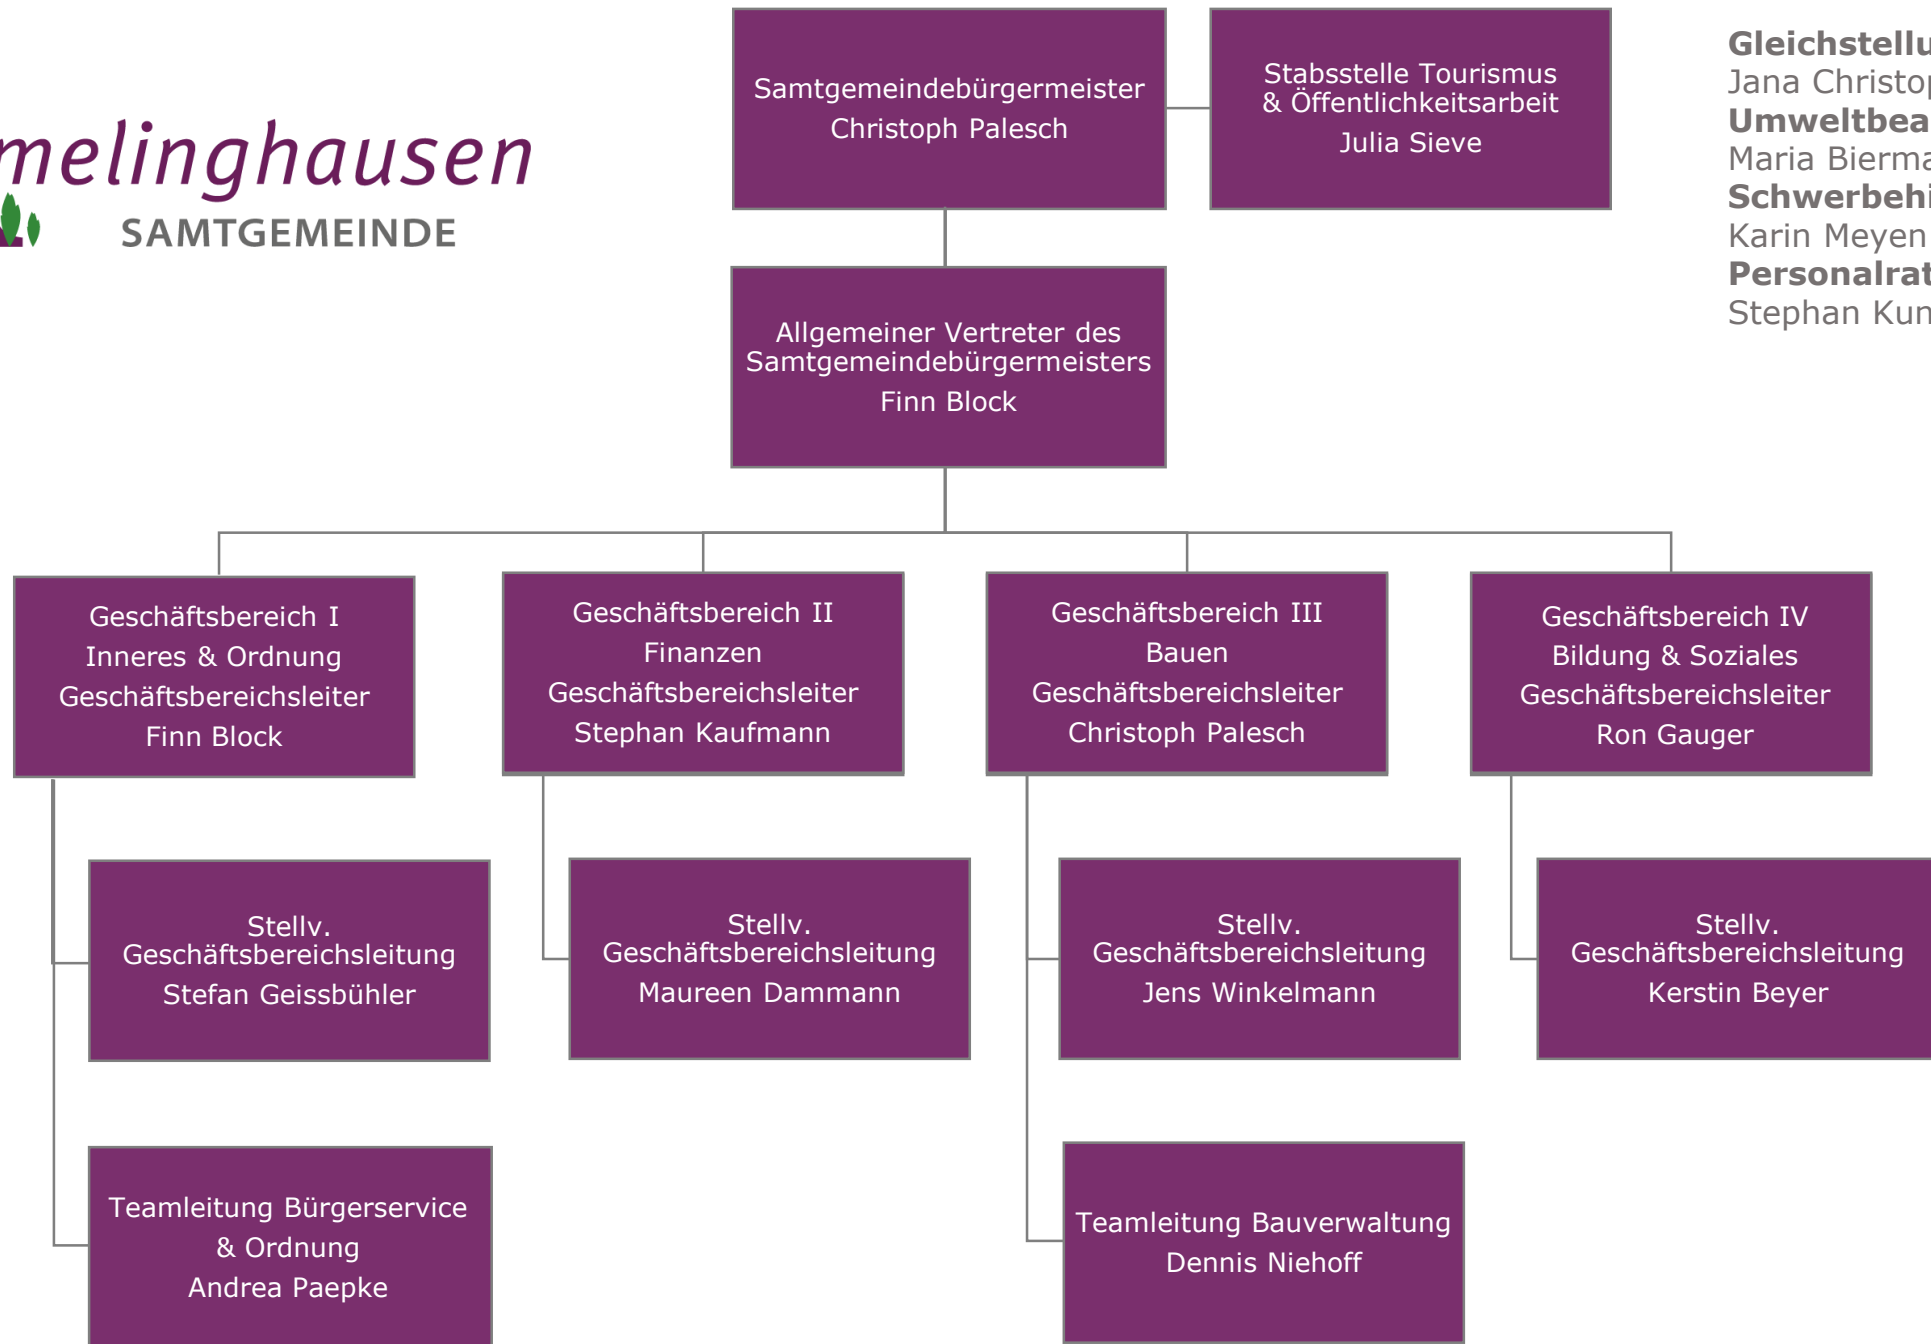 SAMTGEMEINDE
Samtgemeindebürgermeister
Christoph Palesch
Stabsstelle Tourismus
& Öffentlichkeitsarbeit
Julia Sieve
Jana
Maria
Karin Meyen
Stephan
Allgemeiner Vertreter des
Samtgemeindebürgermeisters
Finn Block
Geschäftsbereich I
Inneres & Ordnung
Geschäftsbereichsleiter
Finn Block
Geschäftsbereich II
Finanzen
Geschäftsbereichsleiter
Stephan Kaufmann
Geschäftsbereich III
Bauen
Geschäftsbereichsleiter
Christoph Palesch
Geschäftsbereich IV
Bildung & Soziales
Geschäftsbereichsleiter
Ron Gauger
Stellv.
Geschäftsbereichsleitung
Stefan Geissbühler
Stellv.
Geschäftsbereichsleitung
Maureen Dammann
Stellv.
Geschäftsbereichsleitung
Jens Winkelmann
Stellv.
Geschäftsbereichsleitung
Kerstin Beyer
Teamleitung Bürgerservice
& Ordnung
Andrea Paepke
Teamleitung Bauverwaltung
Dennis Niehoff